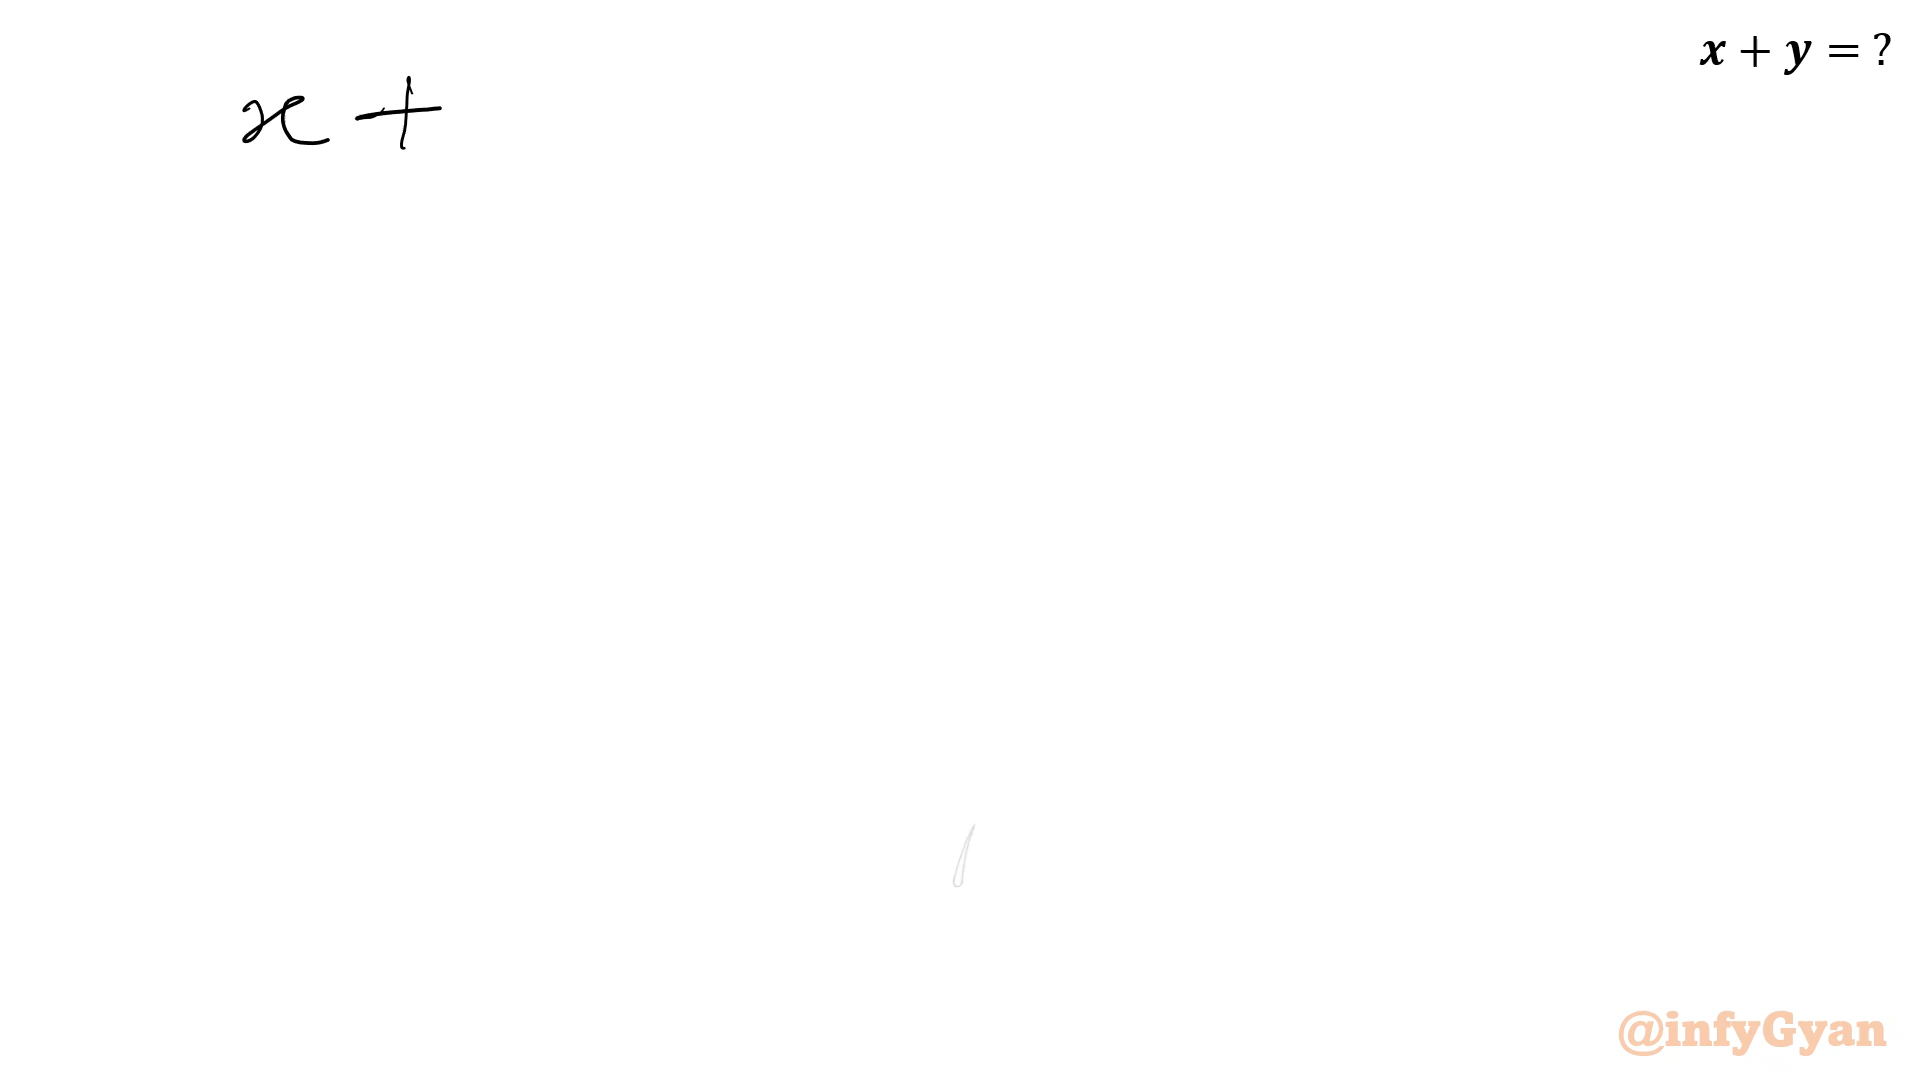 x + y = ?
x +
@infyGyan